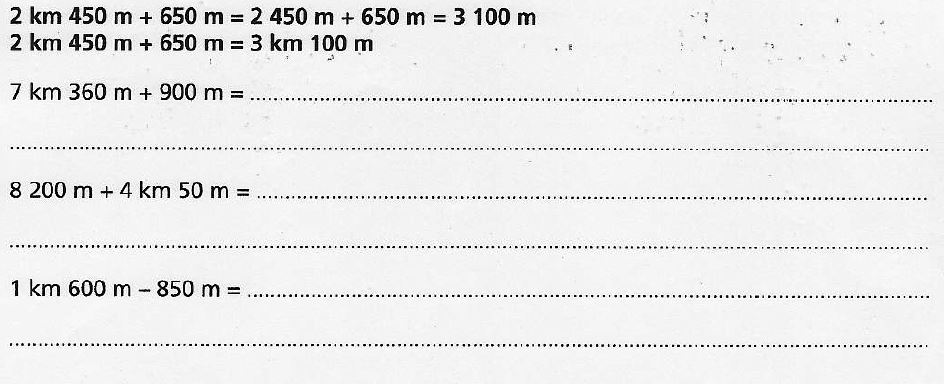 2 km 450 m + 650 m = 2 450 m + 650 m = 3 100 m
2 km 450 m + 650 m = 3 km 100 m
7 km 360 m + 900 m = ........................................................................
........................................................................
8 200 m + 4 km 50 m = ........................................................................
........................................................................
1 km 600 m – 850 m = ........................................................................
........................................................................